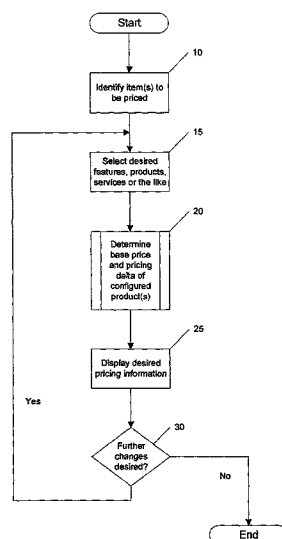 Start
10
Identify item(s) to
be priced
15
Select desired
features, products,
services or the like
20
Determine
base price
and pricing
delta of
configured
product(s)
25
Display desired
pricing information
Yes
30
Further
changes
desired?
No
End